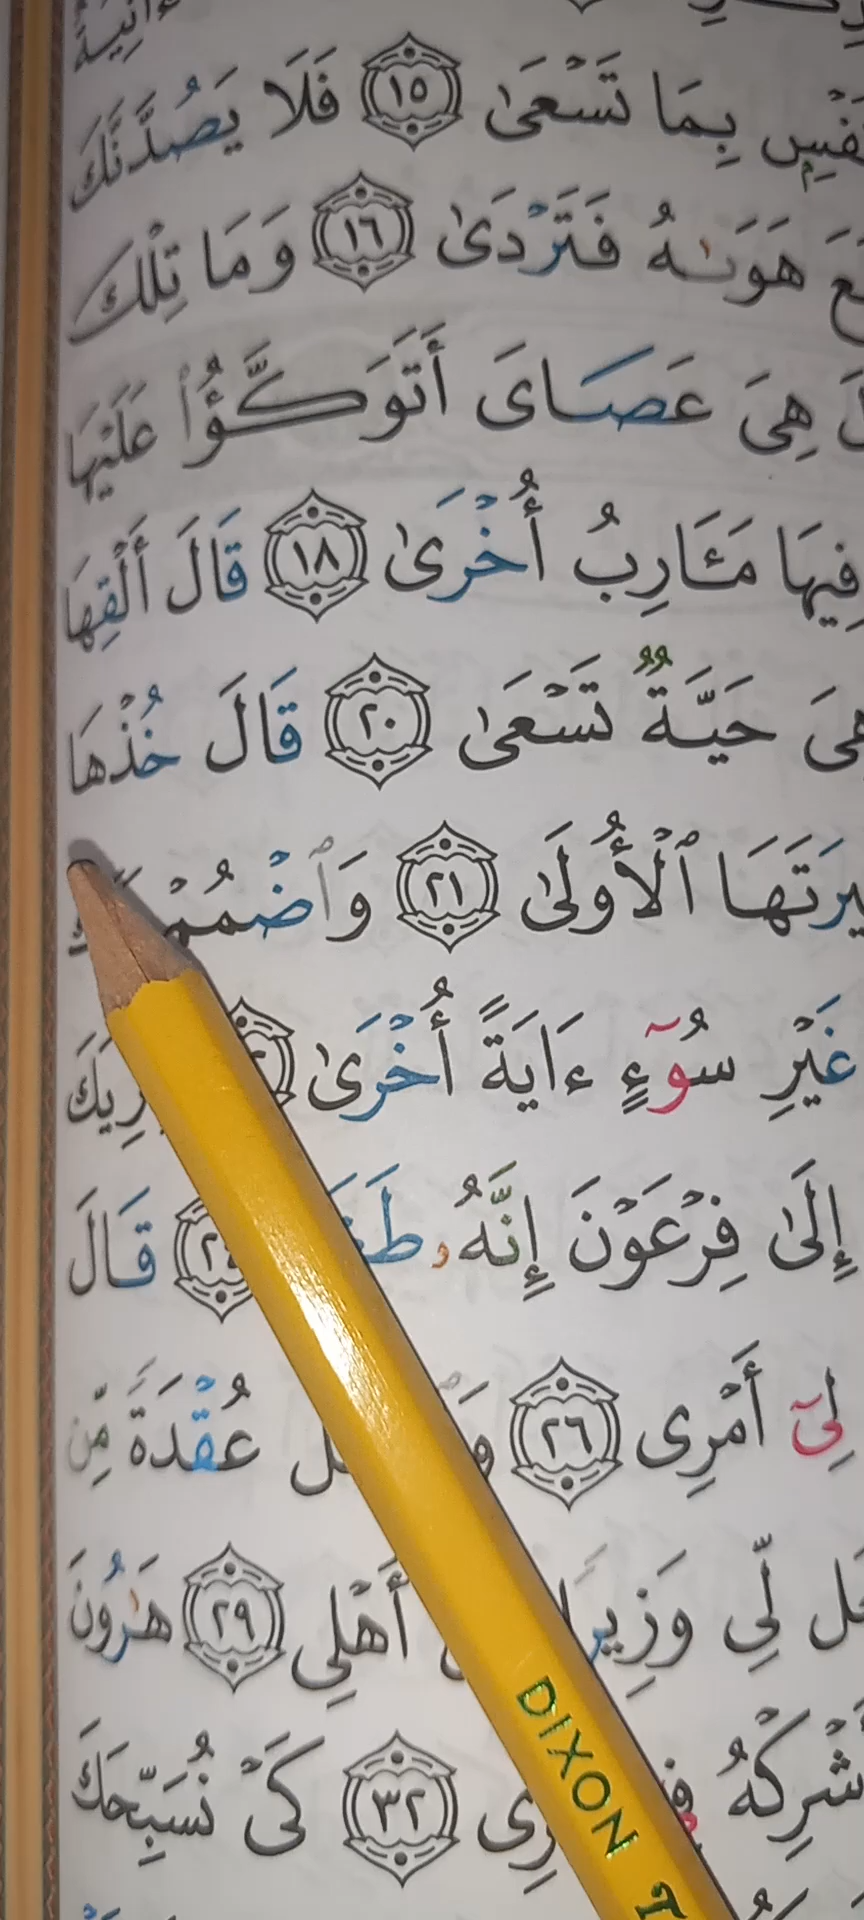 بِمَا تَسْعَىٰ ١٥ فَلَا يَصُدَّنَّكَ
هَوَىٰهُ فَتَرْدَىٰ ١٦ وَمَا تِلْكَ
هِىَ عَصَاىَ أَتَوَكَّؤُا۟ عَلَيْهَا
فِيهَا مَـَٔارِبُ أُخْرَىٰ ١٨ قَالَ أَلْقِهَا
هِىَ حَيَّةٌ تَسْعَىٰ ٢٠ قَالَ خُذْهَا
ٱلْأُولَىٰ ٢١ وَٱضْمُمْ
غَيْرِ سُوٓءٍ ءَايَةً أُخْرَىٰ
إِلَىٰ فِرْعَوْنَ إِنَّهُۥ ٢٤ قَالَ
لِىٓ أَمْرِى ٢٦ عُقْدَةً مِّن
لِّى وَزِيرًا أَهْلِى ٢٩ هَـٰرُونَ
٣٢ كَىْ نُسَبِّحَكَ
DIXON T